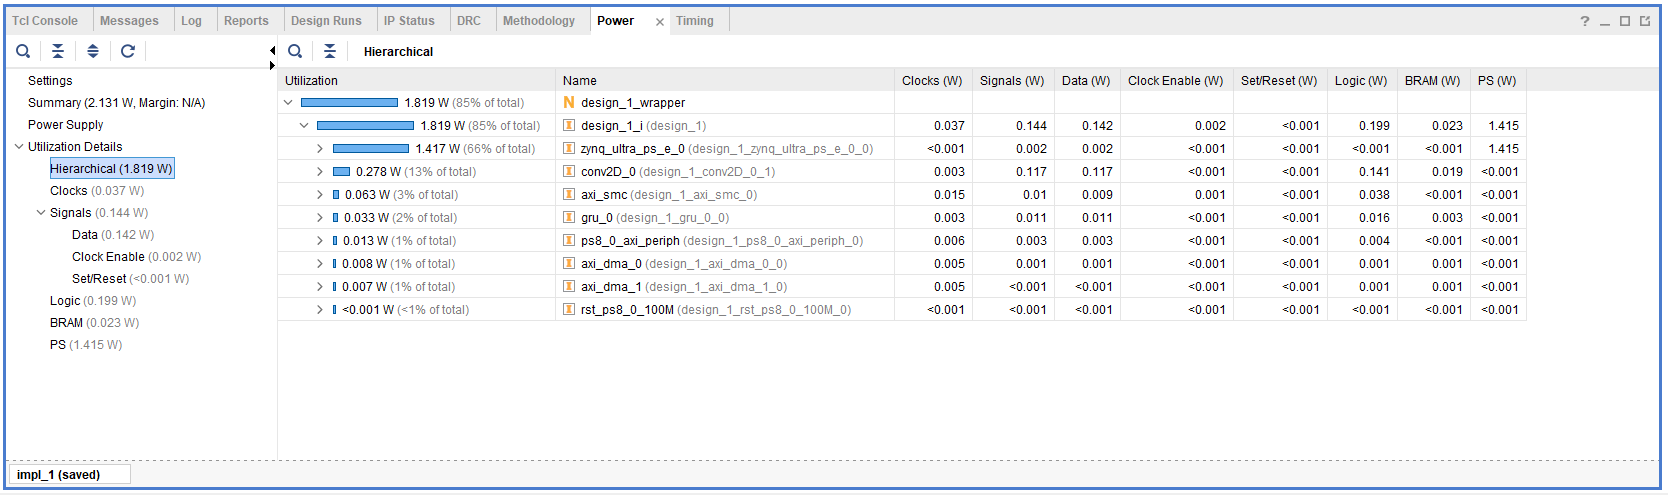 Tcl Console Messages Log Reports Design Runs IP Status DRC Methodology Power × Timing ?
Hierarchical
Settings
Summary (2.131 W, Margin: N/A)
Power Supply
Utilization Details
Hierarchical (1.819 W)
Clocks (0.037 W)
Signals (0.144 W)
Data (0.142 W)
Clock Enable (0.002 W)
Set/Reset (<0.001 W)
Logic (0.199 W)
BRAM (0.023 W)
PS (1.415 W)
Utilization Name Clocks (W) Signals (W) Data (W) Clock Enable (W) Set/Reset (W) Logic (W) BRAM (W) PS (W)
1.819 W (85% of total) N design_1_wrapper
1.819 W (85% of total) I design_1_i (design_1) 0.037 0.144 0.142 0.002 <0.001 0.199 0.023 1.415
1.417 W (66% of total) I zynq_ultra_ps_e_0 (design_1_zynq_ultra_ps_e_0_0) <0.001 0.002 0.002 <0.001 <0.001 <0.001 <0.001 1.415
0.278 W (13% of total) I conv2D_0 (design_1_conv2D_0_1) 0.003 0.117 0.117 <0.001 <0.001 0.141 0.019 <0.001
0.063 W (3% of total) I axi_smc (design_1_axi_smc_0) 0.015 0.01 0.009 0.001 <0.001 0.038 <0.001 <0.001
0.033 W (2% of total) I gru_0 (design_1_gru_0_0) 0.003 0.011 0.011 <0.001 <0.001 0.016 0.003 <0.001
0.013 W (1% of total) I ps8_0_axi_periph (design_1_ps8_0_axi_periph_0) 0.006 0.003 0.003 <0.001 <0.001 0.004 <0.001 <0.001
0.008 W (1% of total) I axi_dma_0 (design_1_axi_dma_0_0) 0.005 0.001 0.001 <0.001 <0.001 0.001 0.001 <0.001
0.007 W (1% of total) I axi_dma_1 (design_1_axi_dma_1_0) 0.005 <0.001 <0.001 <0.001 <0.001 0.001 0.001 <0.001
<0.001 W (<1% of total) I rst_ps8_0_100M (design_1_rst_ps8_0_100M_0) <0.001 <0.001 <0.001 <0.001 <0.001 <0.001 <0.001 <0.001
impl_1 (saved)